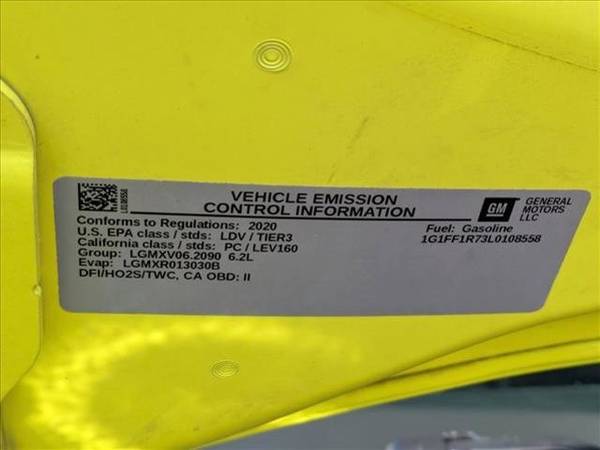 VEHICLE EMISSION
CONTROL INFORMATION
GM
GENERAL
MOTORS
LLC
Conforms to Regulations: 2020
U.S. EPA class / stds: LDV / TIER3
California class / stds: PC / LEV160
Group: LGMXV06.2090 6.2L
Evap: LGMXR013030B
DFI/HO2S/TWC, CA OBD: II
Fuel: Gasoline
1G1FF1R73L0108558
L0108558